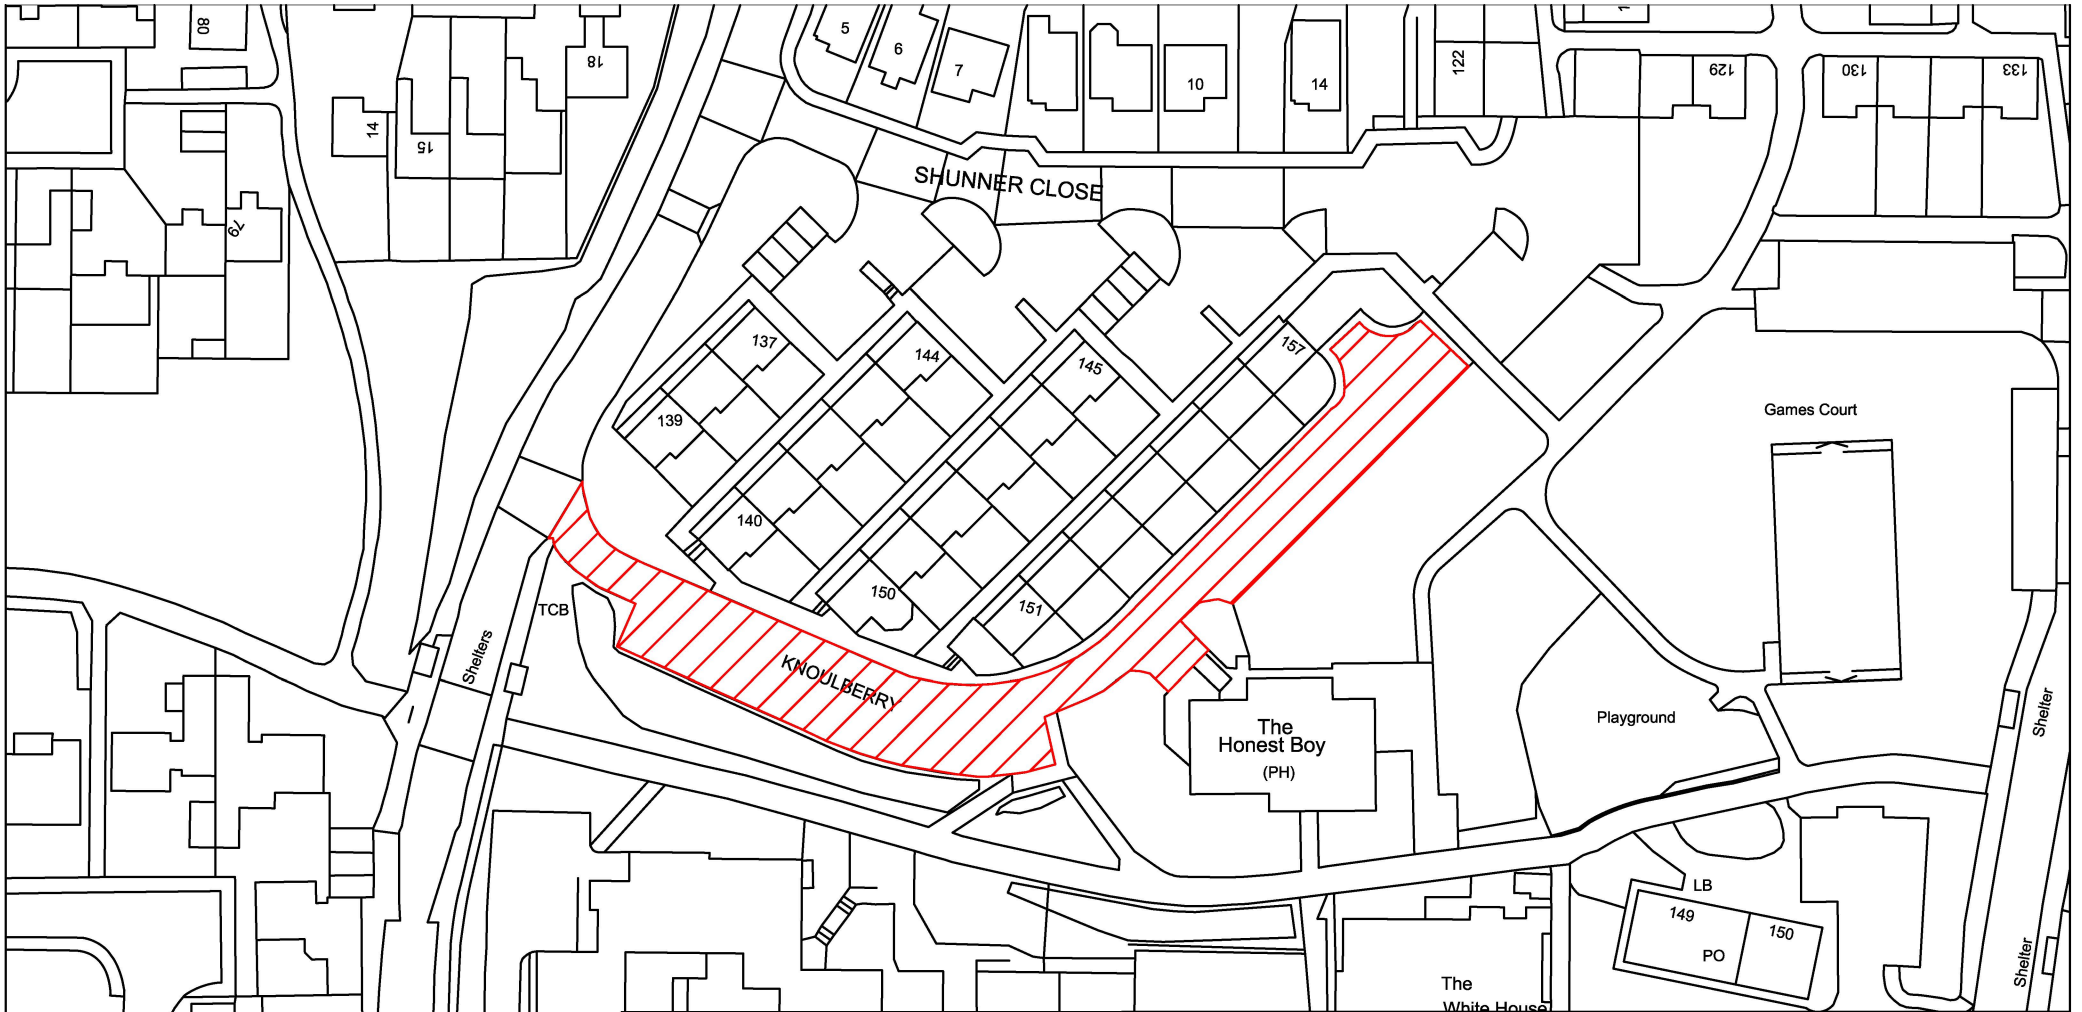 80
18
5
6
7
10
14
122
129
130
133
14
15
79
SHUNNER CLOSE
137
144
145
157
139
140
150
151
Games Court
TCB
Shelters
KNOULBERRY
The
Honest Boy
(PH)
Playground
Shelter
LB
149
150
PO
Shelter
The
White House